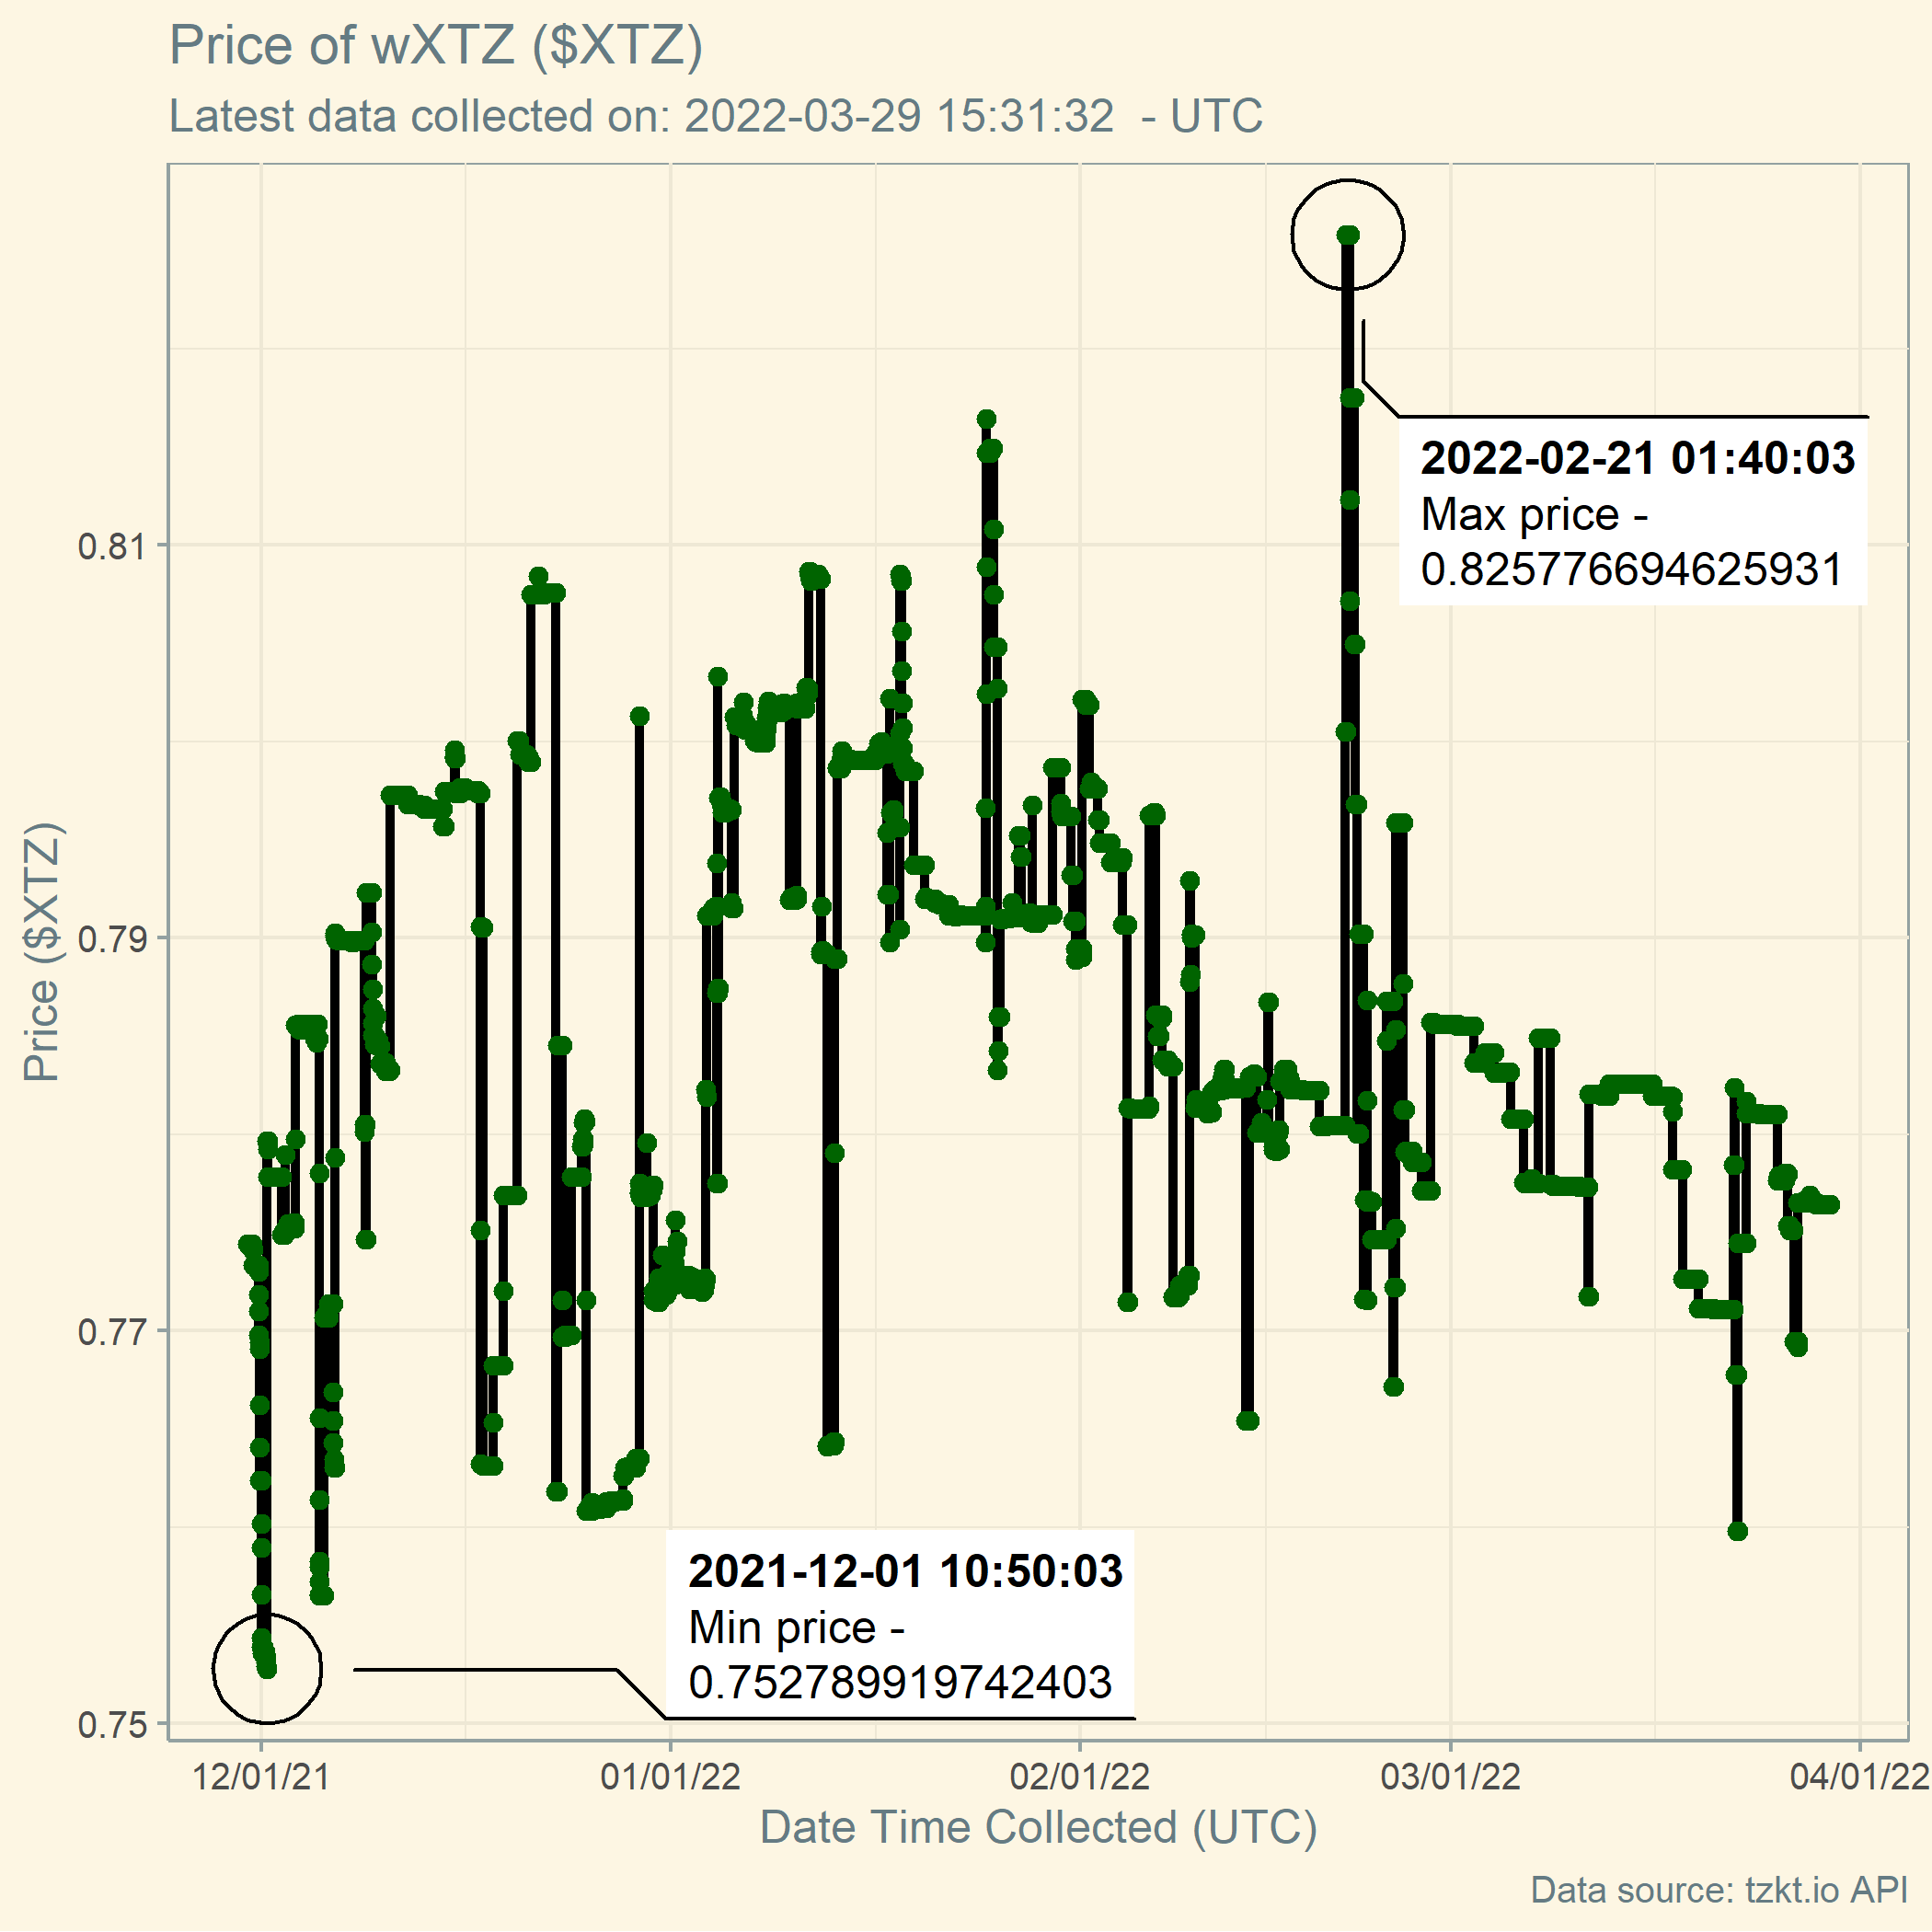 Price of wXTZ ($XTZ)
Latest data collected on: 2022-03-29 15:31:32  - UTC
2022-02-21 01:40:03
Max price -
0.825776694625931
0.81
0.79
0.77
0.75
Price ($XTZ)
2021-12-01 10:50:03
Min price -
0.752789919742403
12/01/21
01/01/22
02/01/22
03/01/22
04/01/22
Date Time Collected (UTC)
Data source: tzkt.io API